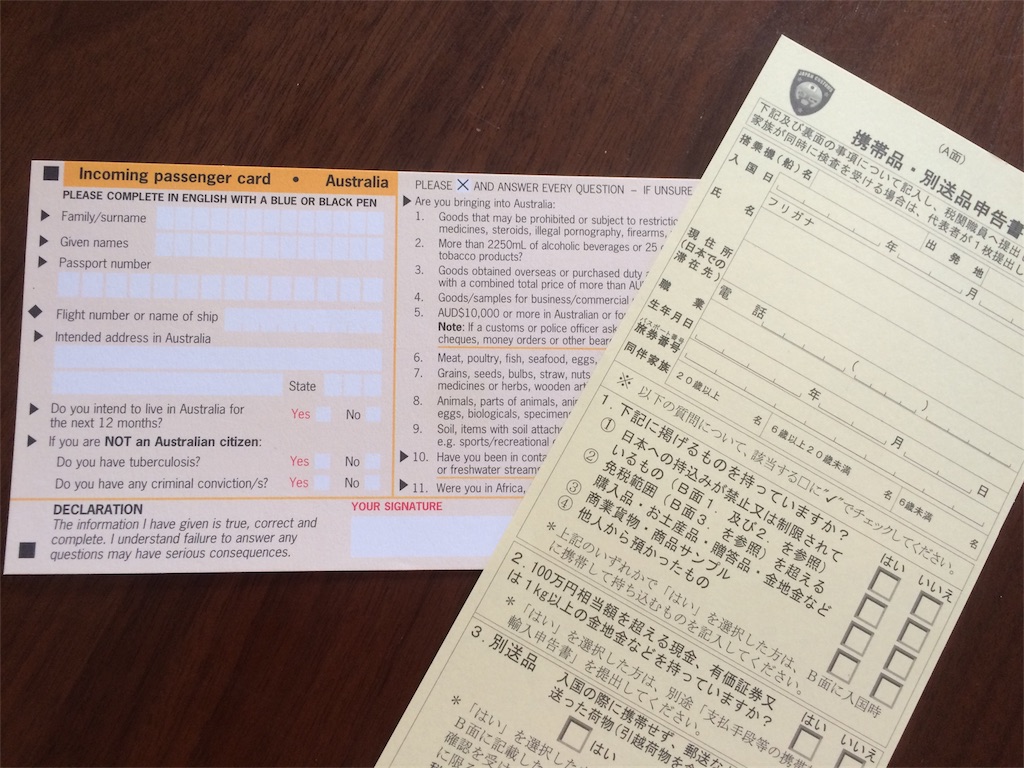 Incoming passenger card • Australia
PLEASE COMPLETE IN ENGLISH WITH A BLUE OR BLACK PEN
Family/surname
Given names
Passport number
Flight number or name of ship
Intended address in Australia
State
Do you intend to live in Australia for
the next 12 months?
Yes No
If you are NOT an Australian citizen:
Do you have tuberculosis? Yes No
Do you have any criminal conviction/s? Yes No
DECLARATION
The information I have given is true, correct and
complete. I understand failure to answer any
questions may have serious consequences.
YOUR SIGNATURE
PLEASE X AND ANSWER EVERY QUESTION – IF UNSURE
Are you bringing into Australia:
1. Goods that may be prohibited or subject to
medicines, steroids, illegal pornography, firearms,
2. More than 2250mL of alcoholic beverages or 25
tobacco products?
3. Goods obtained overseas or purchased duty
with a combined total price of more than
4. Goods/samples for business/commercial
5. AUD$10,000 or more in Australian or
Note: If a customs or police officer
cheques, money orders or other
6. Meat, poultry, fish, seafood, eggs,
7. Grains, seeds, bulbs, straw,
medicines or herbs, wooden
8. Animals, parts of animals,
eggs, biologicals,
9. Soil, items with soil
e.g. sports/recreational
10. Have you been in
or freshwater
11. Were you in Africa,
JAPAN CUSTOMS
(A面)
携帯品・別送品申告書
下記及び裏面の事項について記入し、税関職員へ提出し
家族が同時に検査を受ける場合は、代表者が1枚提出し
搭乗機(船)名
出発地
入国日 年 月
フリガナ
氏名
現住所
(日本での
滞在先)
電話 ( )
職業
生年月日 年 月 日
パスポート番号
旅券番号
同伴家族 20歳以上 名 6歳以上20歳未満 名 6歳未満 名
※ 以下の質問について、該当する□に"✓"でチェックしてください。
1. 下記に掲げるものを持っていますか? はい いいえ
① 日本への持込みが禁止又は制限されて
いるもの(B面1.及び2.を参照)
② 免税範囲(B面3.を参照)を超える
購入品・お土産品・贈答品・金地金など
③ 商業貨物・商品サンプル
④ 他人から預かったもの
*上記のいずれかで「はい」を選択した方は、B面に入国時
に携帯して持ち込むものを記入してください。
2. 100万円相当額を超える現金、有価証券又
は1kg以上の金地金などを持っていますか? はい いいえ
*「はい」を選択した方は、別途「支払手段等の携帯
輸入申告書」を提出してください。
3. 別送品 入国の際に携帯せず、郵送な
送った荷物(引越荷物を
はい
*「はい」を選択した
B面に記載した
確認を受
に限る